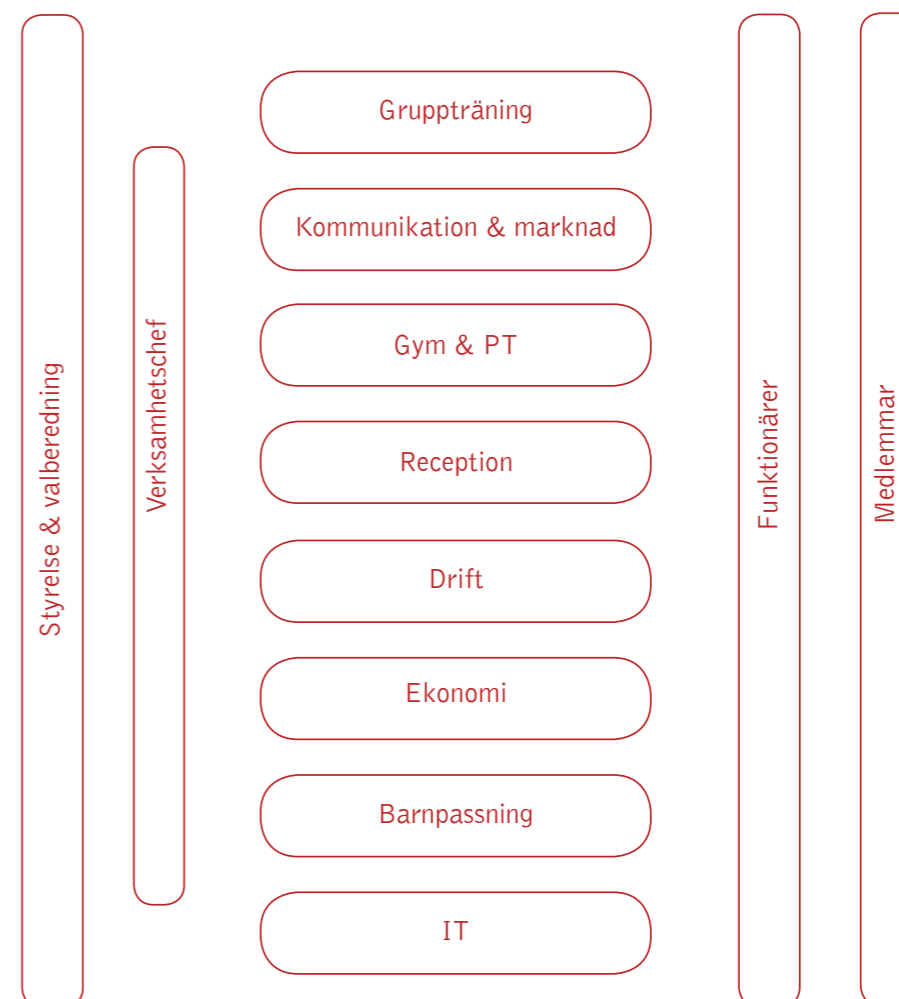 Styrelse & valberedning
Verksamhetschef
Gruppträning
Kommunikation & marknad
Gym & PT
Reception
Drift
Ekonomi
Barnpassning
IT
Funktionärer
Medlemmar